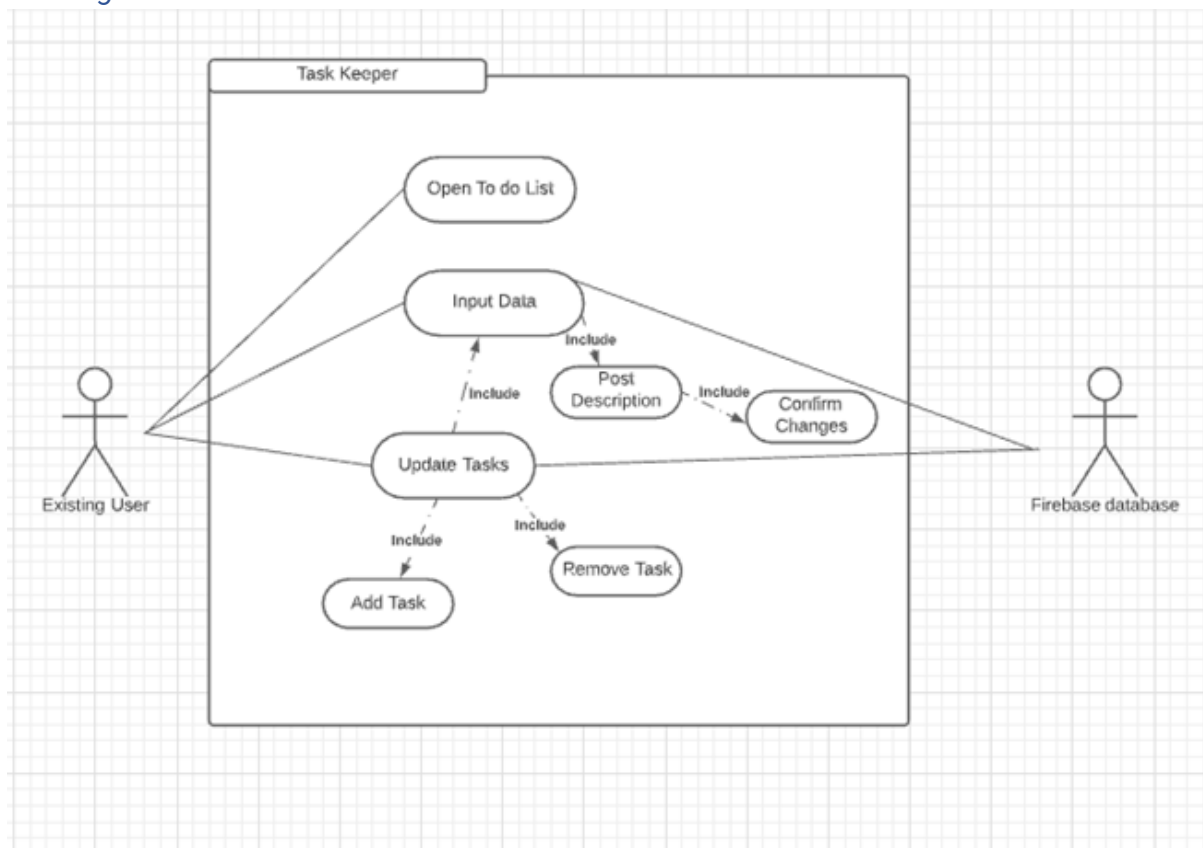 Task Keeper
Open To do List
Input Data
Include
Post
Description
Include
Confirm
Changes
Include
Update Tasks
Existing User
Firebase database
Include
Include
Remove Task
Add Task